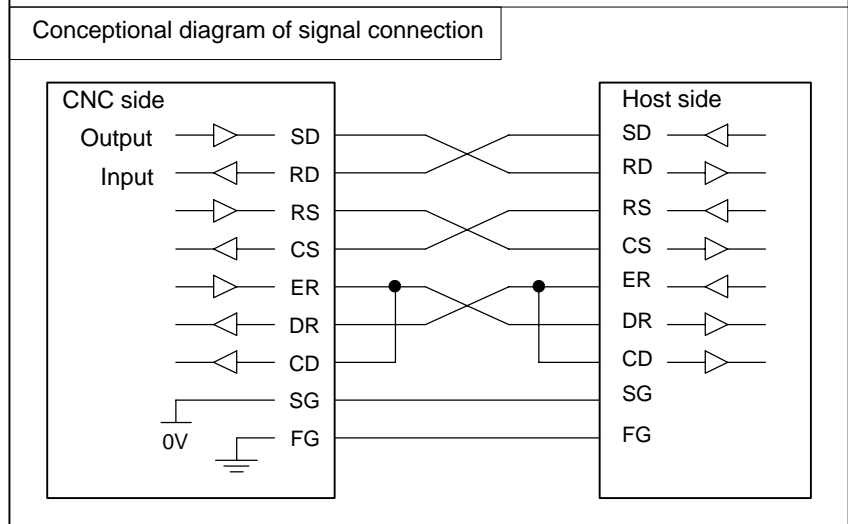 Conceptional diagram of signal connection
CNC side
Host side
Output
SD
SD
Input
RD
RD
RS
RS
CS
CS
ER
ER
DR
DR
CD
CD
SG
SG
0V
FG
FG